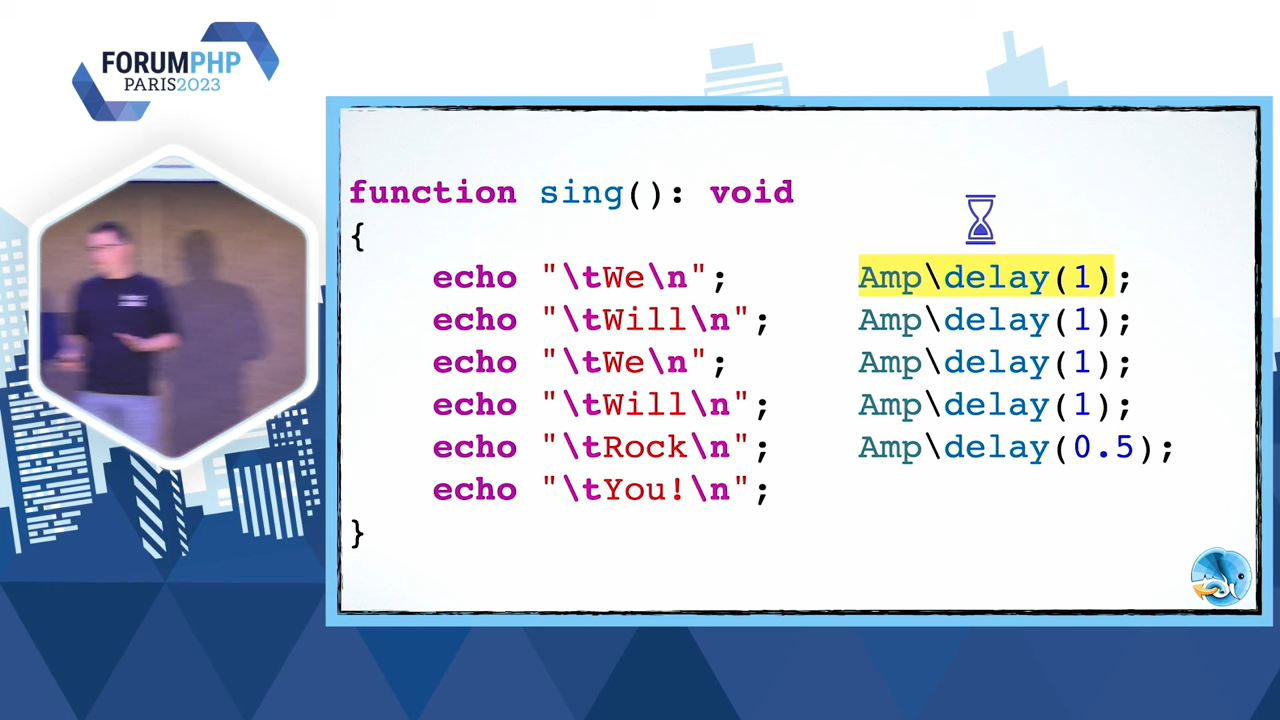 FORUMPHP
PARIS2023
function sing(): void
{
echo "\tWe\n"; Amp\delay(1);
echo "\tWill\n"; Amp\delay(1);
echo "\tWe\n"; Amp\delay(1);
echo "\tWill\n"; Amp\delay(1);
echo "\tRock\n"; Amp\delay(0.5);
echo "\tYou!\n";
}